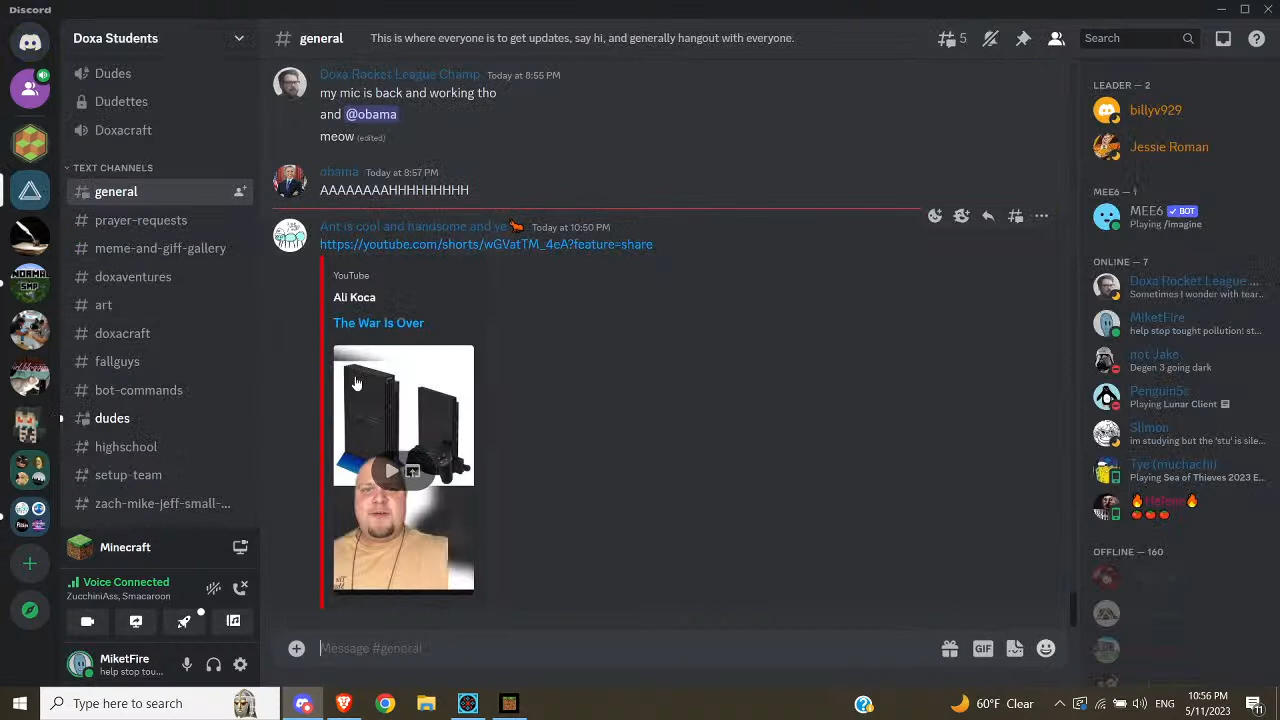 Discord
Doxa Students
general
This is where everyone is to get updates, say hi, and generally hangout with everyone.
5
Search
Dudes
Dudettes
Doxacraft
TEXT CHANNELS
general
prayer-requests
meme-and-giff-gallery
doxaevents
art
doxacraft
fallguys
bot-commands
dudes
highschool
setup-team
zach-mike-jeff-small-...
Minecraft
Voice Connected
ZucchiniAss, Smacaroon
MiketFire
help stop tou...
Doxa Rocket League Champ Today at 8:55 PM
my mic is back and working tho
and @obama
meow (edited)
obama Today at 8:57 PM
AAAAAAAAHHHHHHHHH
Ant is cool and handsome and ye Today at 10:50 PM
https://youtube.com/shorts/wGVatTM_4eA?feature=share
YouTube
Ali Koca
The War Is Over
Message #general
GIF
LEADER — 2
billyv929
Jessie Roman
MEE6 — 1
MEE6 ✓ BOT
Playing /imagine
ONLINE — 7
Doxa Rocket League ...
Sometimes I wonder with tear...
MiketFire
help stop tought pollution! st...
not Jake
Degen 3 going dark
Playing Lunar Client
Slimon
im studying but the 'stu' is sile...
Tye (muchachi)
Playing Sea of Thieves 2023 E...
OFFLINE — 160
Type here to search
60°F Clear
ENG
10:56 PM
5/11/2023